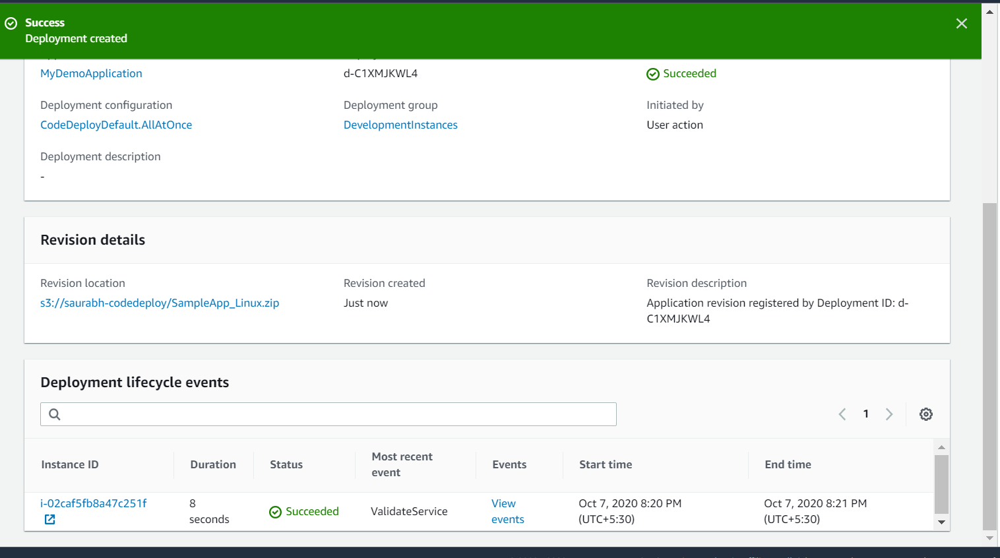 Success
Deployment created
MyDemoApplication
d-C1XMJKWL4
Succeeded
Deployment configuration
Deployment group
Initiated by
CodeDeployDefault.AllAtOnce
DevelopmentInstances
User action
Deployment description
-
Revision details
Revision location
Revision created
Revision description
s3://saurabh-codedeploy/SampleApp_Linux.zip
Just now
Application revision registered by Deployment ID: d-
C1XMJKWL4
Deployment lifecycle events
1
Instance ID
Duration
Status
Most recent
event
Events
Start time
End time
i-02caf5fb8a47c251f
8
seconds
Succeeded
ValidateService
View
events
Oct 7, 2020 8:20 PM
(UTC+5:30)
Oct 7, 2020 8:21 PM
(UTC+5:30)